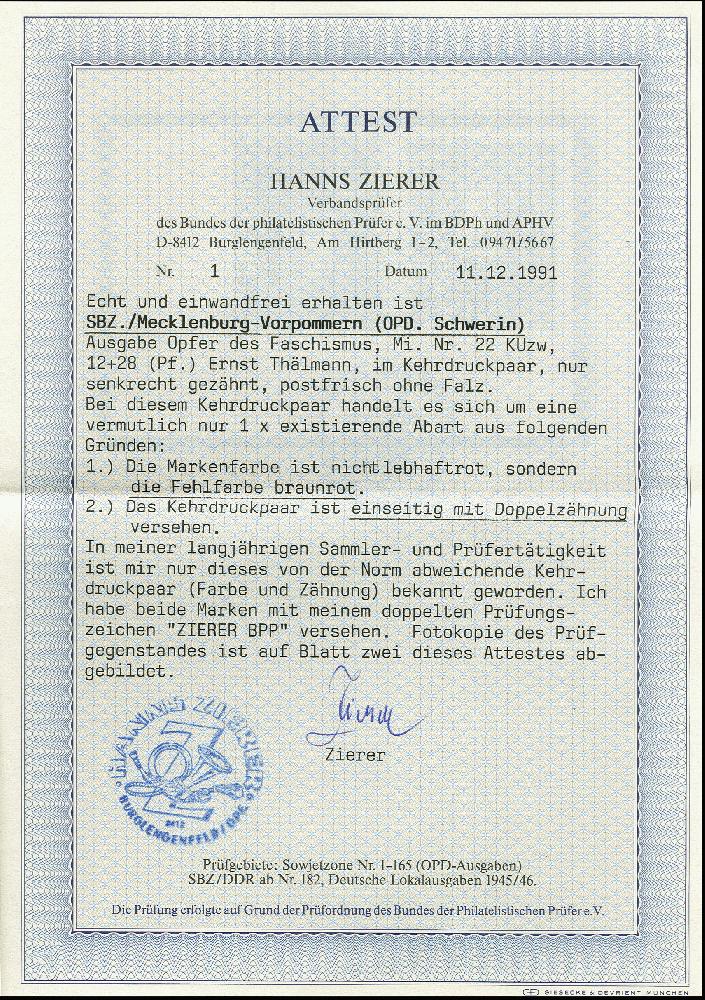 ATTEST
HANNS ZIERER
Verbandsprüfer
des Bundes der philatelistischen Prüfer e. V. im BDPh und APHV
D-8412 Burglengenfeld, Am Hirtberg 1-2, Tel. 09471/5667
Nr. 1 Datum 11.12.1991
Echt und einwandfrei erhalten ist
SBZ./Mecklenburg-Vorpommern (OPD. Schwerin)
Ausgabe Opfer des Faschismus, Mi. Nr. 22 KUzw,
12+28 (Pf.) Ernst Thälmann, im Kehrdruckpaar, nur
senkrecht gezähnt, postfrisch ohne Falz.
Bei diesem Kehrdruckpaar handelt es sich um eine
vermutlich nur 1 x existierende Abart aus folgenden
Gründen:
1.) Die Markenfarbe ist nicht lebhaftrot, sondern
die Fehlfarbe braunrot.
2.) Das Kehrdruckpaar ist einseitig mit Doppelzähnung
versehen.
In meiner langjährigen Sammler- und Prüfertätigkeit
ist mir nur dieses von der Norm abweichende Kehr-
druckpaar (Farbe und Zähnung) bekannt geworden. Ich
habe beide Marken mit meinem doppelten Prüfungs-
zeichen "ZIERER BPP" versehen. Fotokopie des Prüf-
gegenstandes ist auf Blatt zwei dieses Attestes ab-
gebildet.
Zierer
Zierer
HANNS ZIERER
8412
BURGLENGENFELD/OPF.
Prüfgebiete: Sowjetzone Nr. 1-165 (OPD-Ausgaben)
SBZ/DDR ab Nr. 182, Deutsche Lokalausgaben 1945/46.
Die Prüfung erfolgte auf Grund der Prüfordnung des Bundes der Philatelistischen Prüfer e.V.
GIESECKE & DEVRIENT MÜNCHEN